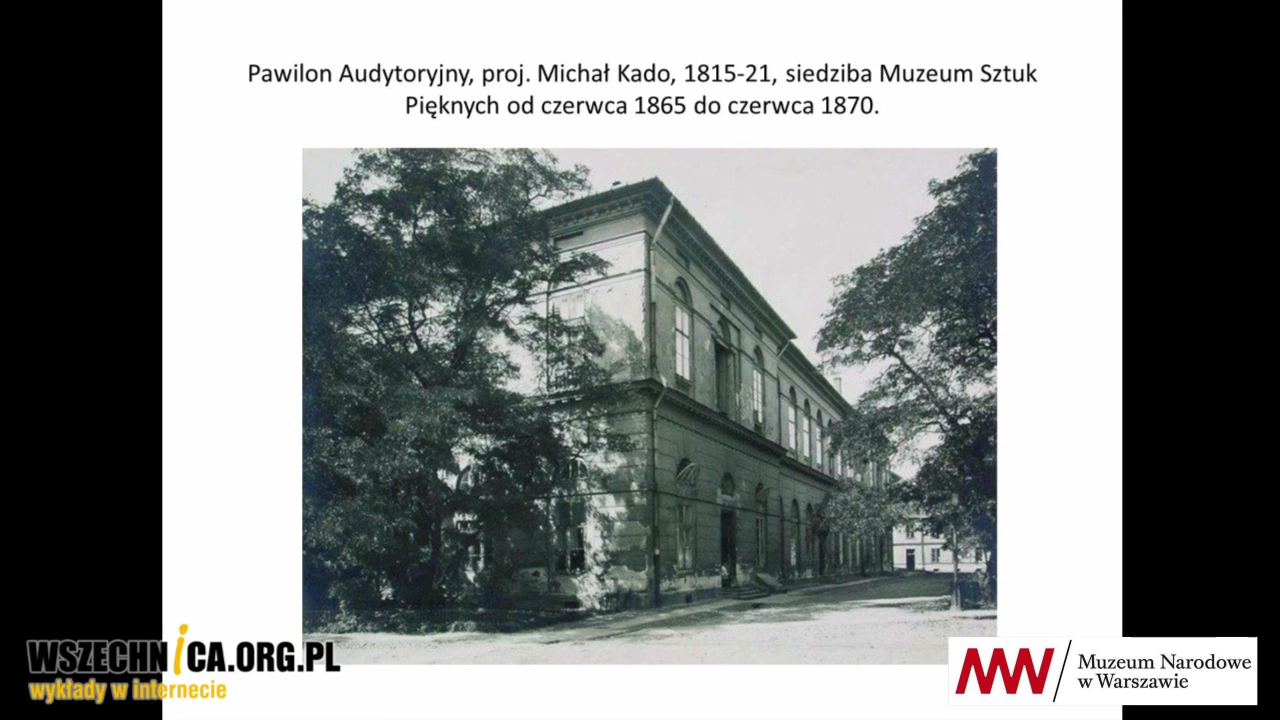 Pawilon Audytoryjny, proj. Michał Kado, 1815-21, siedziba Muzeum Sztuk
Pięknych od czerwca 1865 do czerwca 1870.
WSZECHNICA.ORG.PL
wykłady w internecie
Muzeum Narodowe
w Warszawie